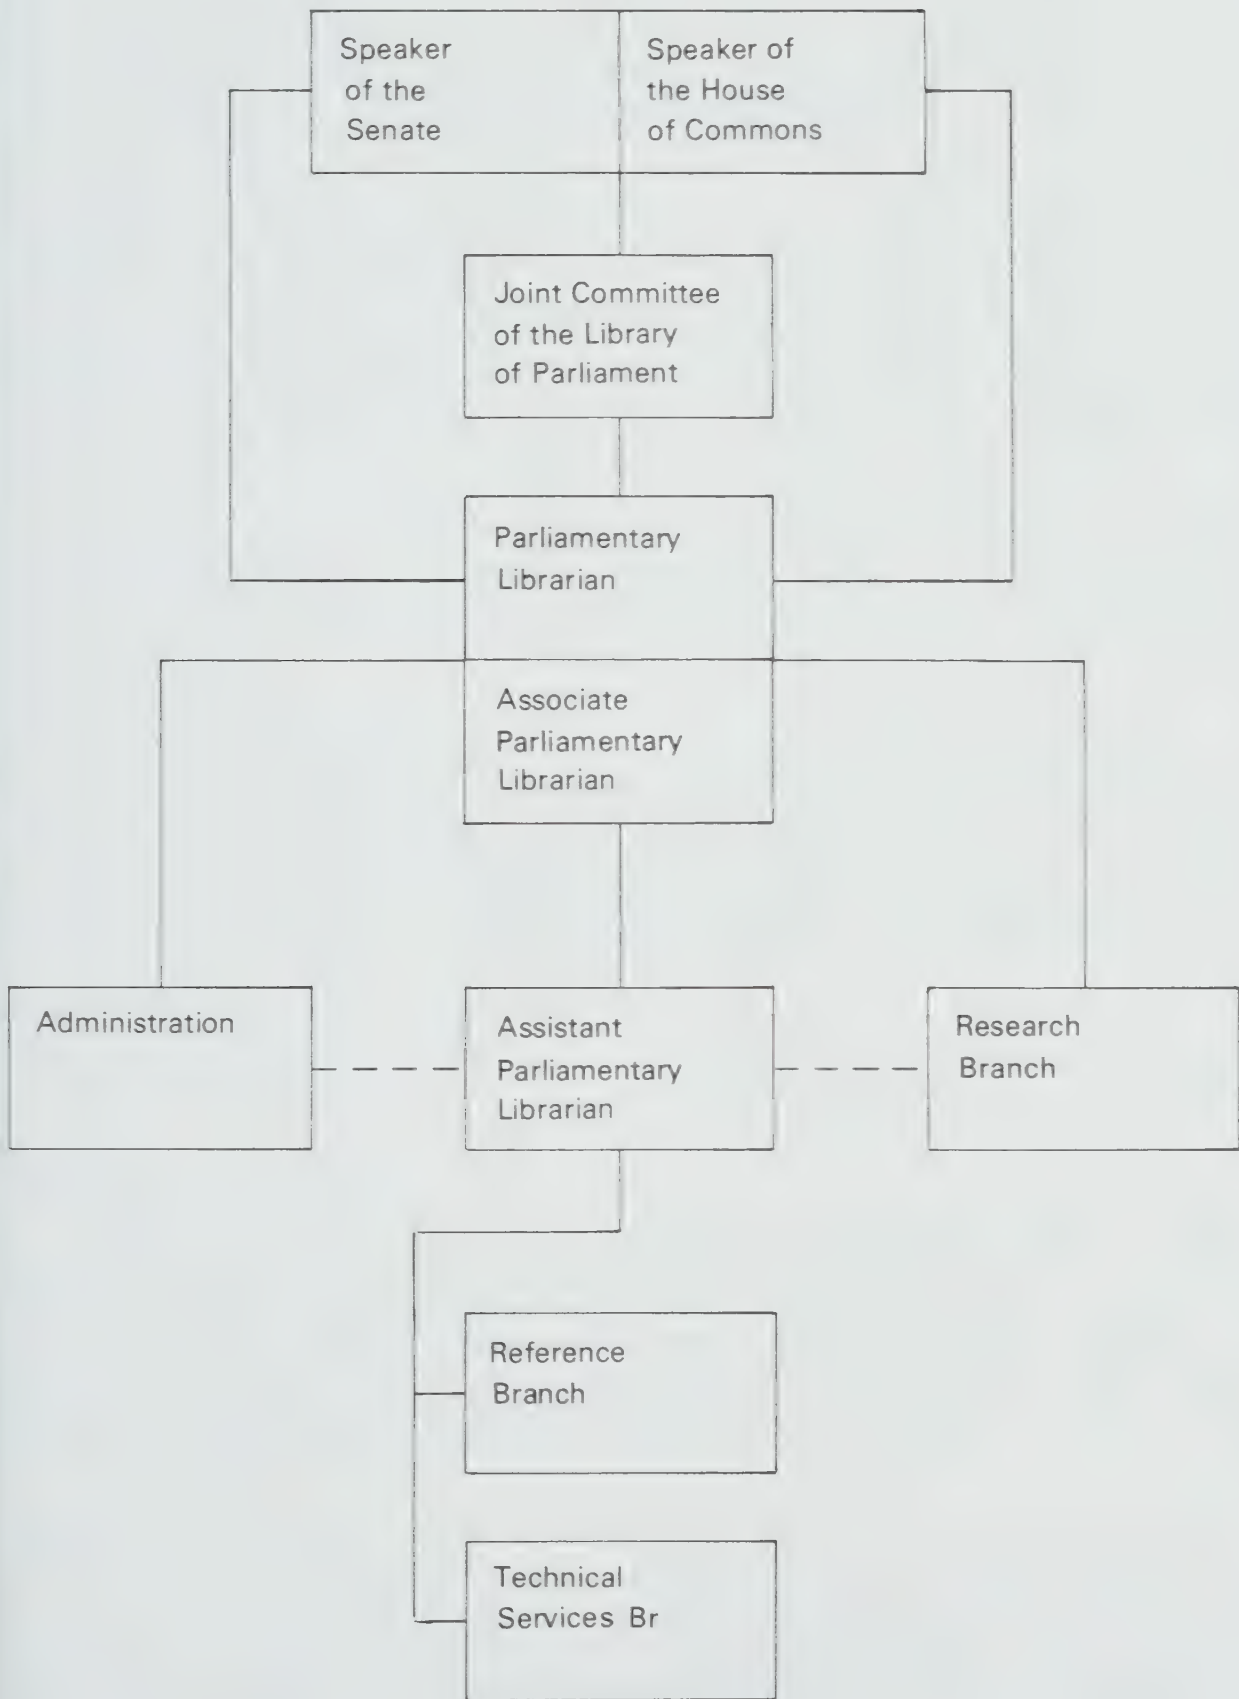 Speaker
of the
Senate
Speaker of
the House
of Commons
Joint Committee
of the Library
of Parliament
Parliamentary
Librarian
Associate
Parliamentary
Librarian
Administration
Assistant
Parliamentary
Librarian
Research
Branch
Reference
Branch
Technical
Services Br